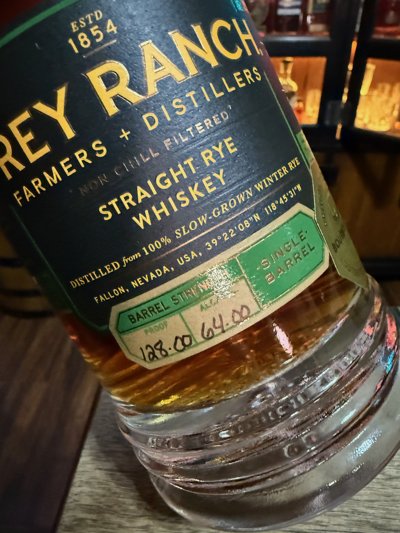 ESTD
1854
REY RANCH
FARMERS + DISTILLERS
NON CHILL FILTERED
STRAIGHT RYE
WHISKEY
DISTILLED from 100% SLOW-GROWN WINTER RYE
FALLON, NEVADA, USA, 39°22'08"N 118°45'31"W
BARREL
PROOF
128.00
64.00
·SINGLE·
BARREL